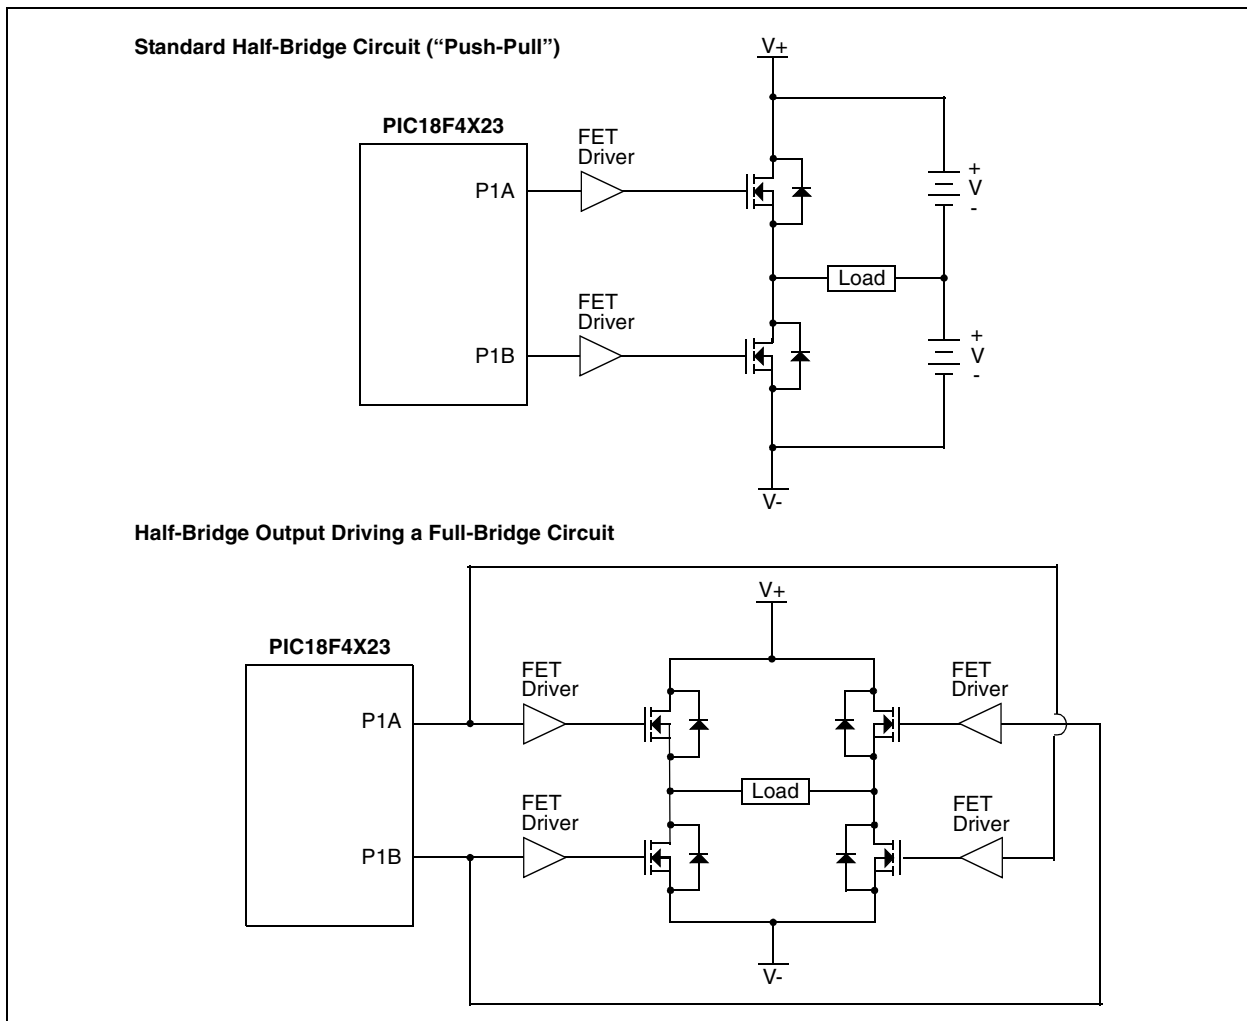 Standard Half-Bridge Circuit (“Push-Pull”)
V+
PIC18F4X23
FET
Driver
P1A
+
V
-
Load
FET
Driver
P1B
+
V
-
V-
Half-Bridge Output Driving a Full-Bridge Circuit
V+
PIC18F4X23
FET
Driver
FET
Driver
P1A
Load
FET
Driver
FET
Driver
P1B
V-